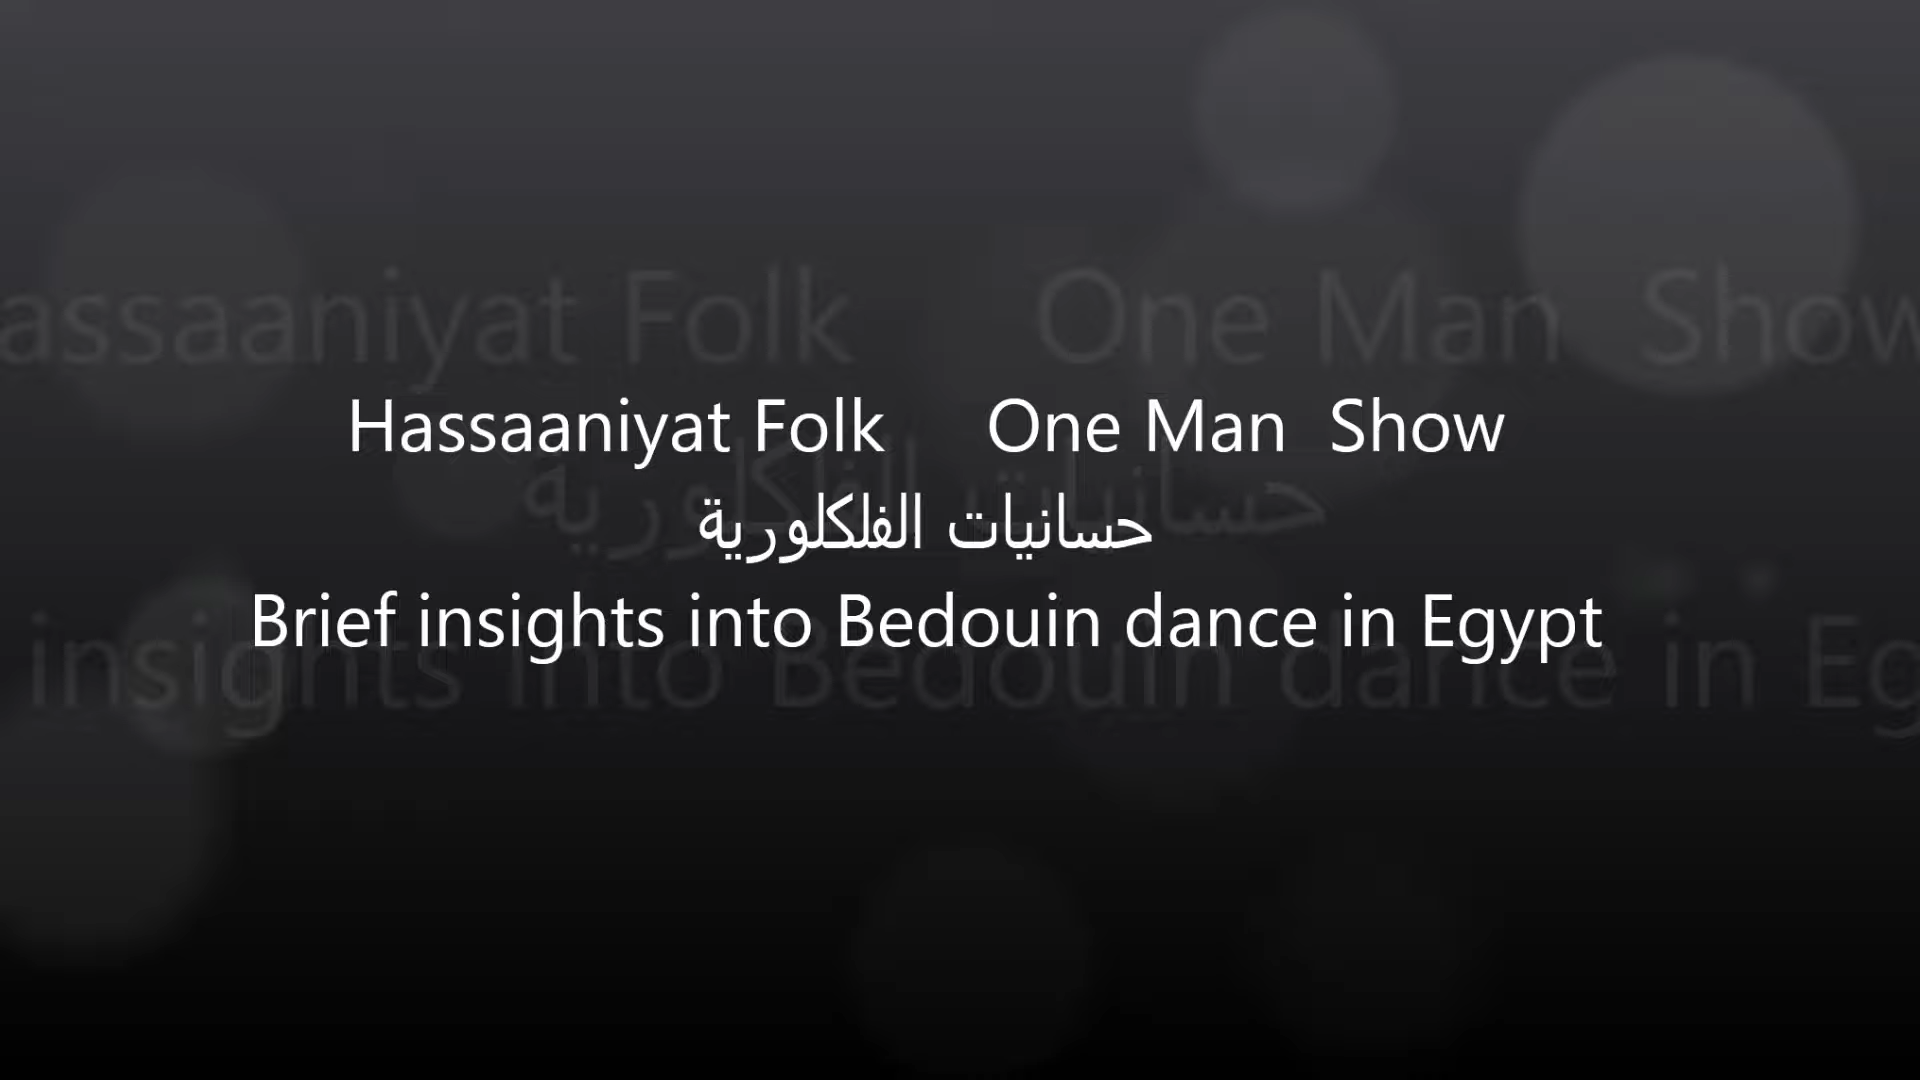 Hassaaniyat Folk     One Man  Show
حسانيات الفلكلورية
Brief insights into Bedouin dance in Egypt